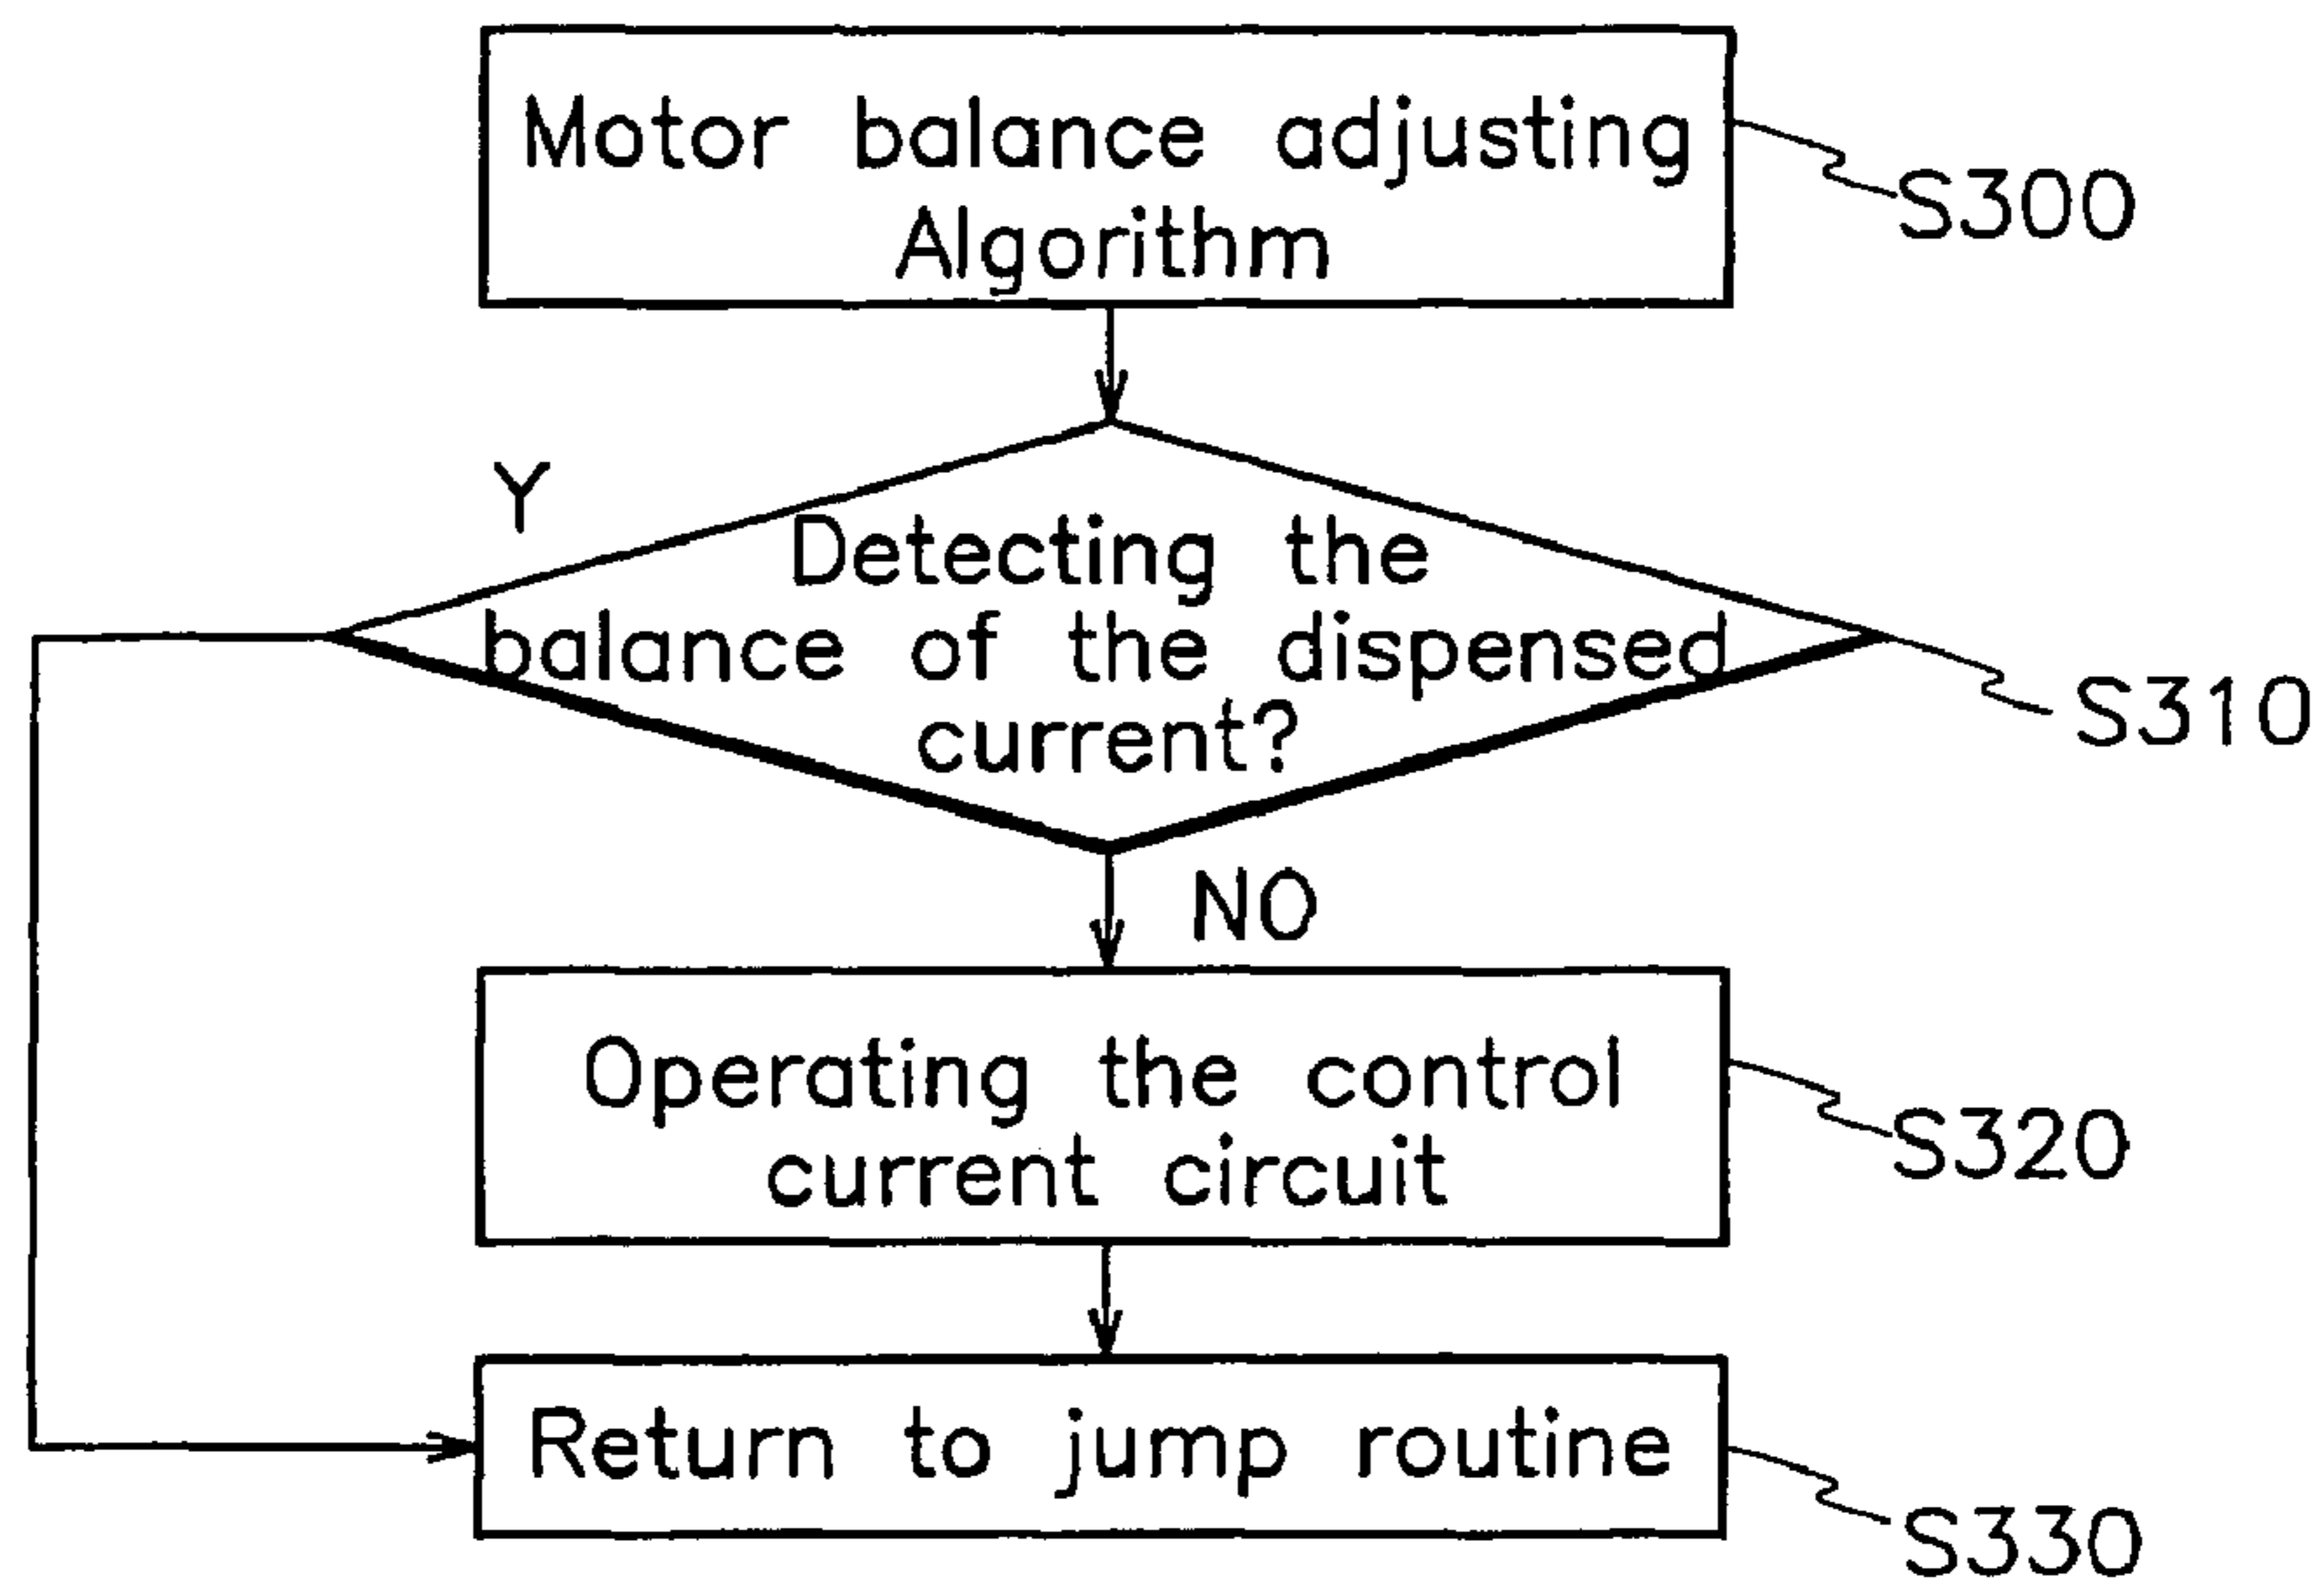 Motor balance adjusting
Algorithm
S300
Y
Detecting the
balance of the dispensed
current?
S310
NO
Operating the control
current circuit
S320
Return to jump routine
S330